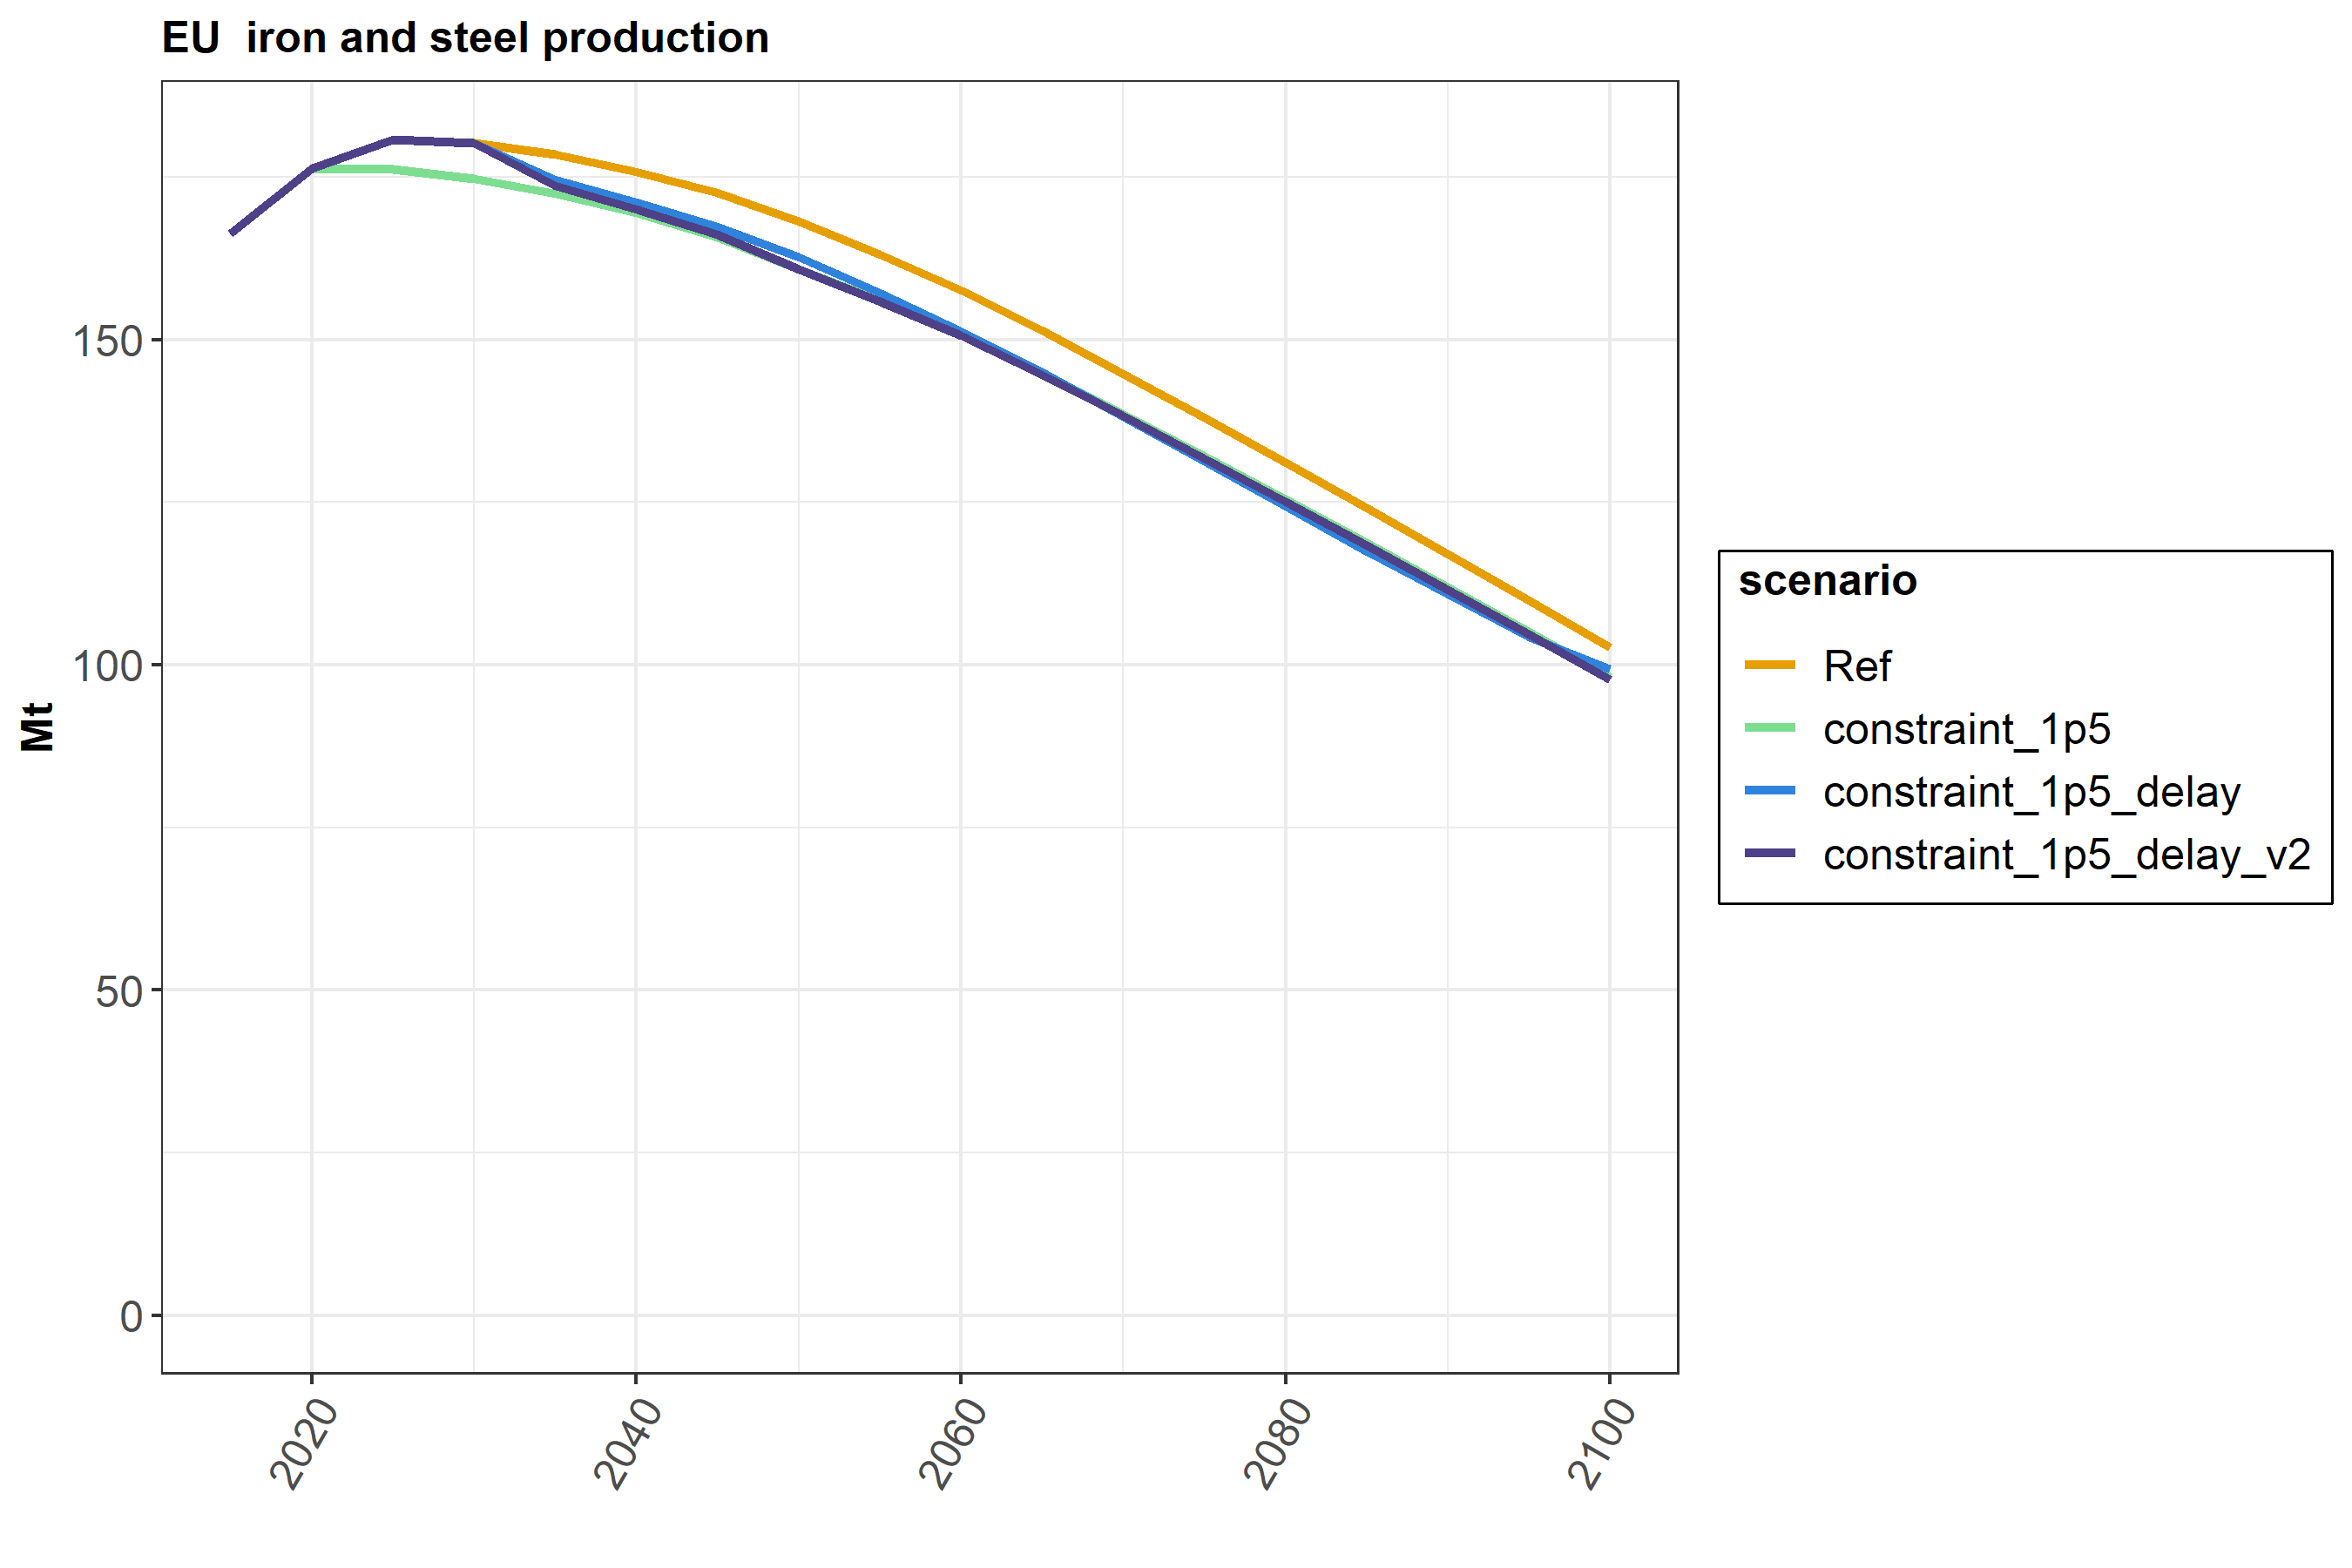 EU  iron and steel production
Mt
150
100
50
0
2020
2040
2060
2080
2100
scenario
Ref
constraint_1p5
constraint_1p5_delay
constraint_1p5_delay_v2